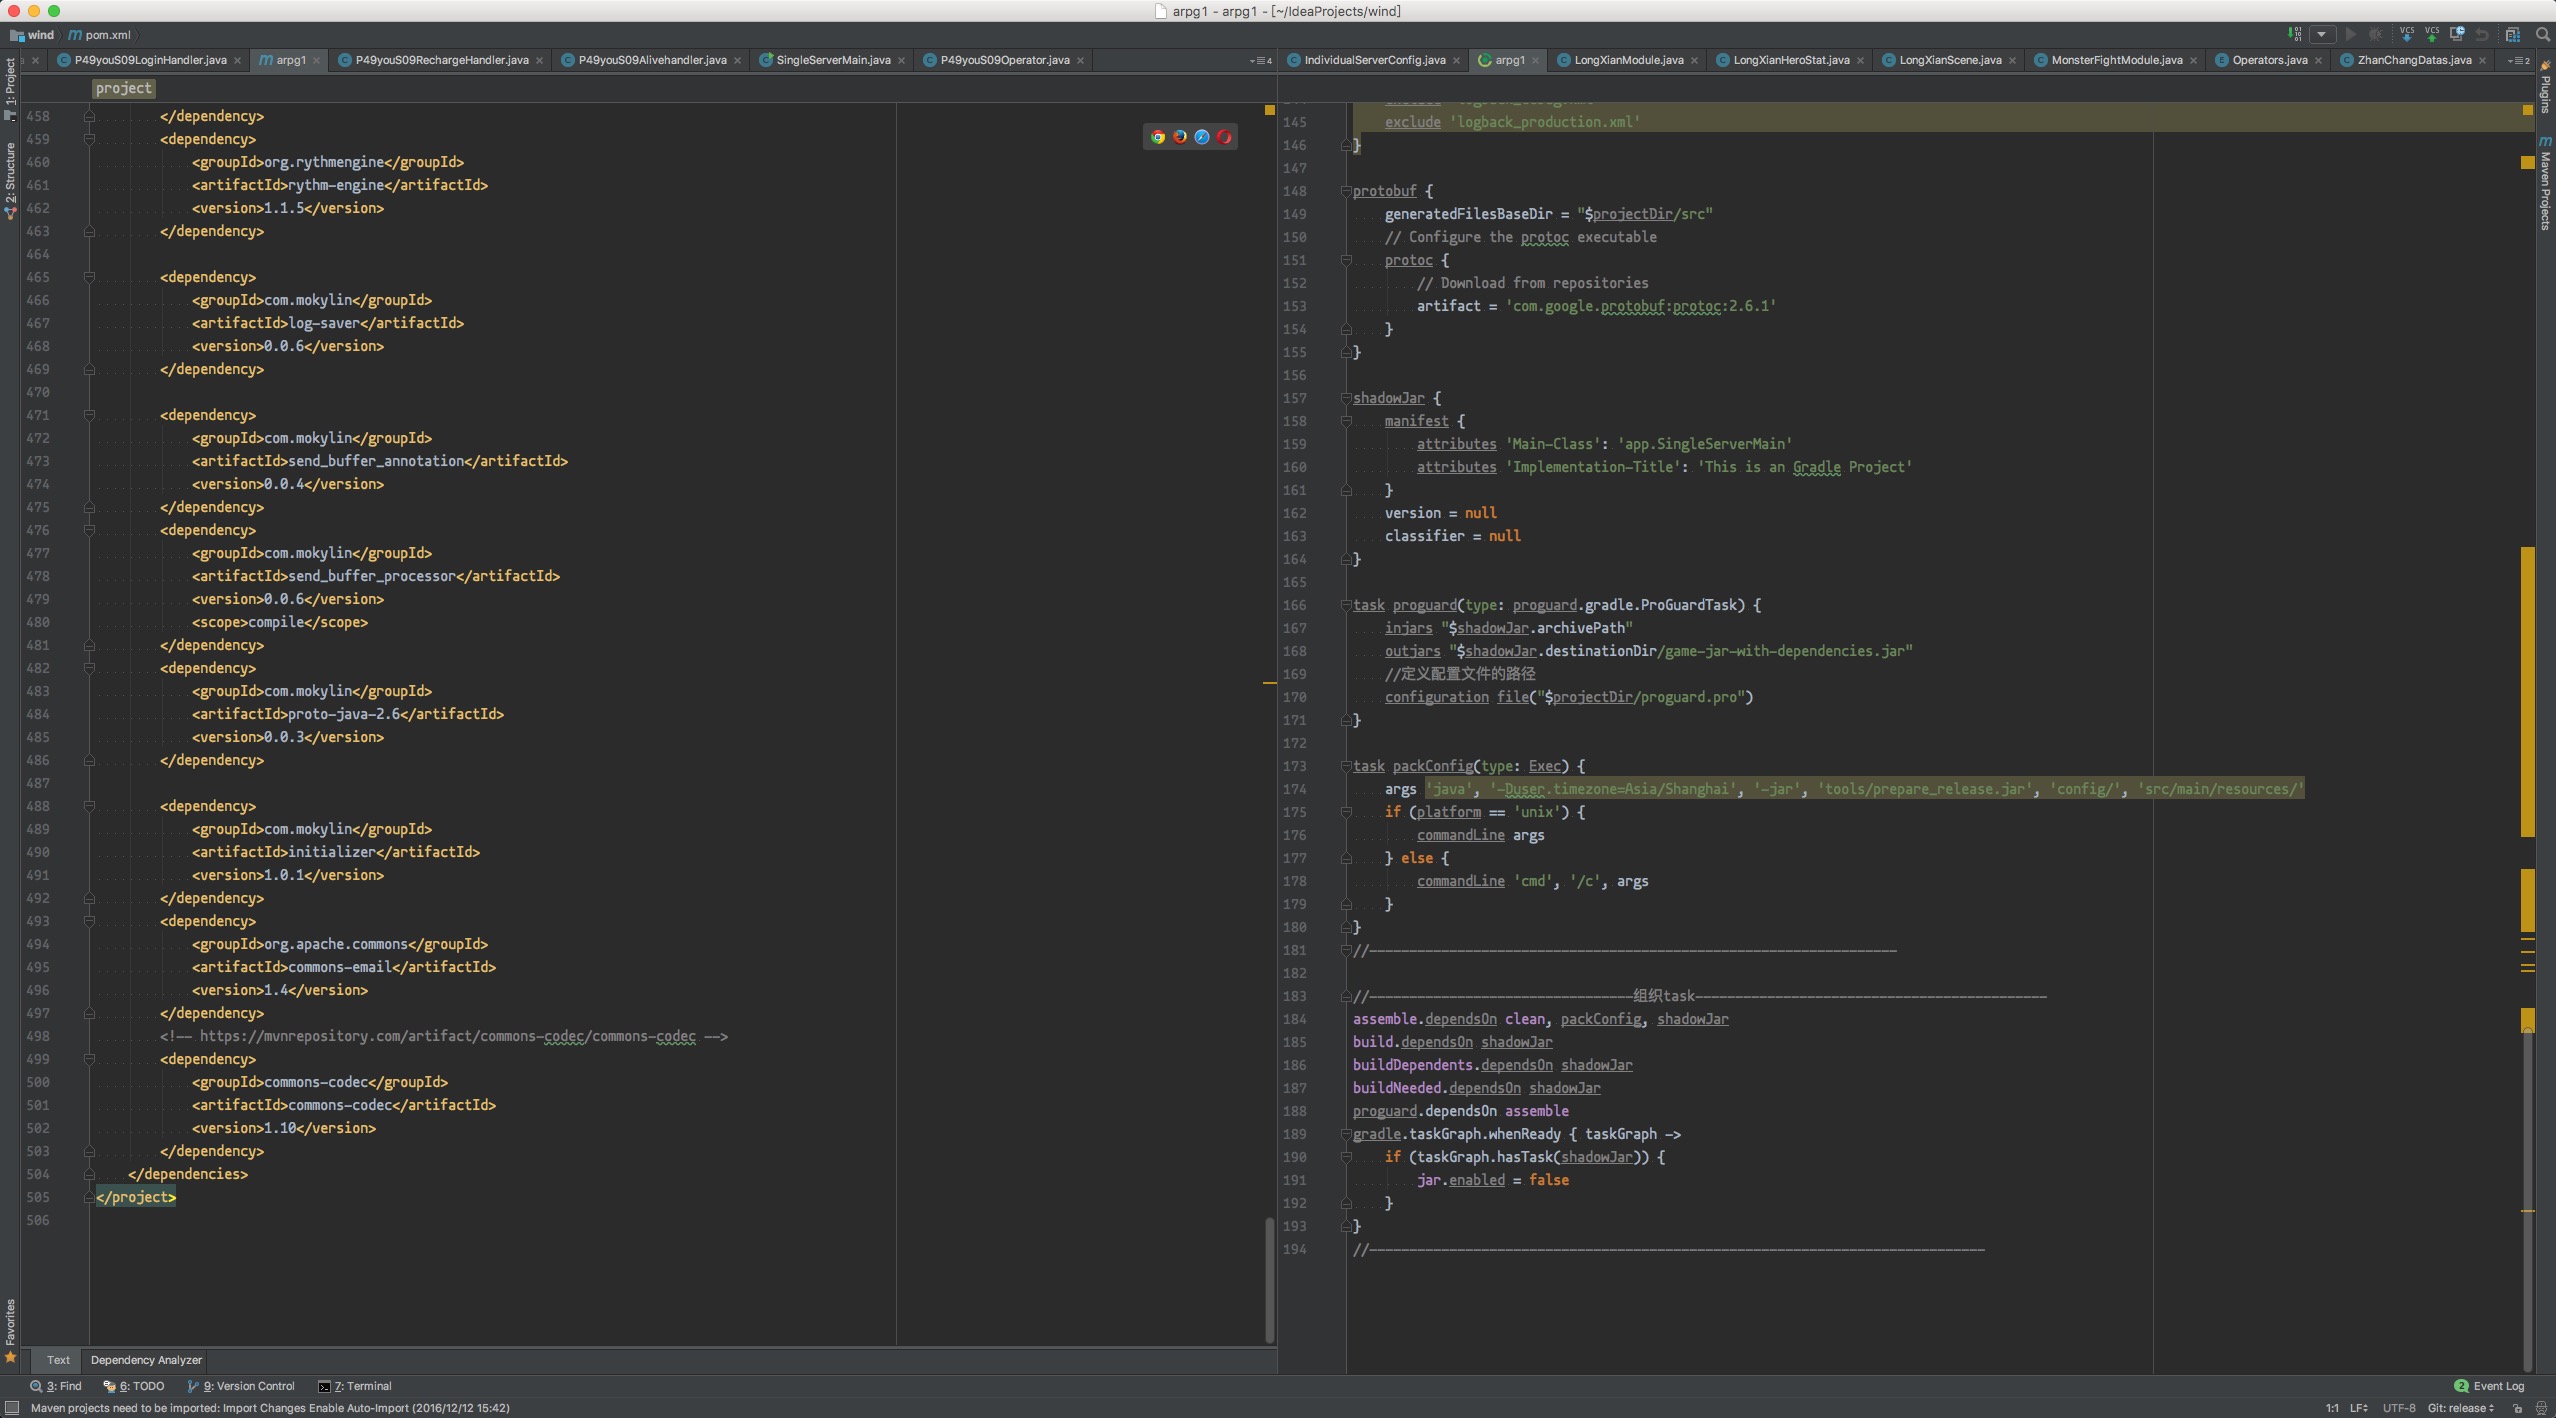 arpg1 - arpg1 - [~/IdeaProjects/wind]
wind
pom.xml
P49youS09LoginHandler.java
arpg1
P49youS09RechargeHandler.java
P49youS09Alivehandler.java
SingleServerMain.java
P49youS09Operator.java
IndividualServerConfig.java
arpg1
LongXianModule.java
LongXianHeroStat.java
LongXianScene.java
MonsterFightModule.java
Operators.java
ZhanChangDatas.java
1: Project
2: Structure
Favorites
Plugins
Maven Projects
project
458 </dependency>
459 <dependency>
460 <groupId>org.rythmengine</groupId>
461 <artifactId>rythm-engine</artifactId>
462 <version>1.1.5</version>
463 </dependency>
464
465 <dependency>
466 <groupId>com.mokylin</groupId>
467 <artifactId>log-saver</artifactId>
468 <version>0.0.6</version>
469 </dependency>
470
471 <dependency>
472 <groupId>com.mokylin</groupId>
473 <artifactId>send_buffer_annotation</artifactId>
474 <version>0.0.4</version>
475 </dependency>
476 <dependency>
477 <groupId>com.mokylin</groupId>
478 <artifactId>send_buffer_processor</artifactId>
479 <version>0.0.6</version>
480 <scope>compile</scope>
481 </dependency>
482 <dependency>
483 <groupId>com.mokylin</groupId>
484 <artifactId>proto-java-2.6</artifactId>
485 <version>0.0.3</version>
486 </dependency>
487
488 <dependency>
489 <groupId>com.mokylin</groupId>
490 <artifactId>initializer</artifactId>
491 <version>1.0.1</version>
492 </dependency>
493 <dependency>
494 <groupId>org.apache.commons</groupId>
495 <artifactId>commons-email</artifactId>
496 <version>1.4</version>
497 </dependency>
498 <!-- https://mvnrepository.com/artifact/commons-codec/commons-codec -->
499 <dependency>
500 <groupId>commons-codec</groupId>
501 <artifactId>commons-codec</artifactId>
502 <version>1.10</version>
503 </dependency>
504 </dependencies>
505 </project>
506
145 exclude 'logback_production.xml'
146 }
147
148 protobuf {
149 generatedFilesBaseDir = "$projectDir/src"
150 // Configure the protoc executable
151 protoc {
152 // Download from repositories
153 artifact = 'com.google.protobuf:protoc:2.6.1'
154 }
155 }
156
157 shadowJar {
158 manifest {
159 attributes 'Main-Class': 'app.SingleServerMain'
160 attributes 'Implementation-Title': 'This is an Gradle Project'
161 }
162 version = null
163 classifier = null
164 }
165
166 task proguard(type: proguard.gradle.ProGuardTask) {
167 injars "$shadowJar.archivePath"
168 outjars "$shadowJar.destinationDir/game-jar-with-dependencies.jar"
169 //定义配置文件的路径
170 configuration file("$projectDir/proguard.pro")
171 }
172
173 task packConfig(type: Exec) {
174 args 'java', '-Duser.timezone=Asia/Shanghai', '-jar', 'tools/prepare_release.jar', 'config/', 'src/main/resources/'
175 if (platform == 'unix') {
176 commandLine args
177 } else {
178 commandLine 'cmd', '/c', args
179 }
180 }
181 //------------------------------------------------------------------
182
183 //---------------------------------组织task--------------------------------------------
184 assemble.dependsOn clean, packConfig, shadowJar
185 build.dependsOn shadowJar
186 buildDependents.dependsOn shadowJar
187 buildNeeded.dependsOn shadowJar
188 proguard.dependsOn assemble
189 gradle.taskGraph.whenReady { taskGraph ->
190 if (taskGraph.hasTask(shadowJar)) {
191 jar.enabled = false
192 }
193 }
194 //-----------------------------------------------------------------------------
Text
Dependency Analyzer
3: Find
6: TODO
9: Version Control
7: Terminal
2 Event Log
Maven projects need to be imported: Import Changes Enable Auto-Import (2016/12/12 15:42)
1:1
LF
UTF-8
Git: release